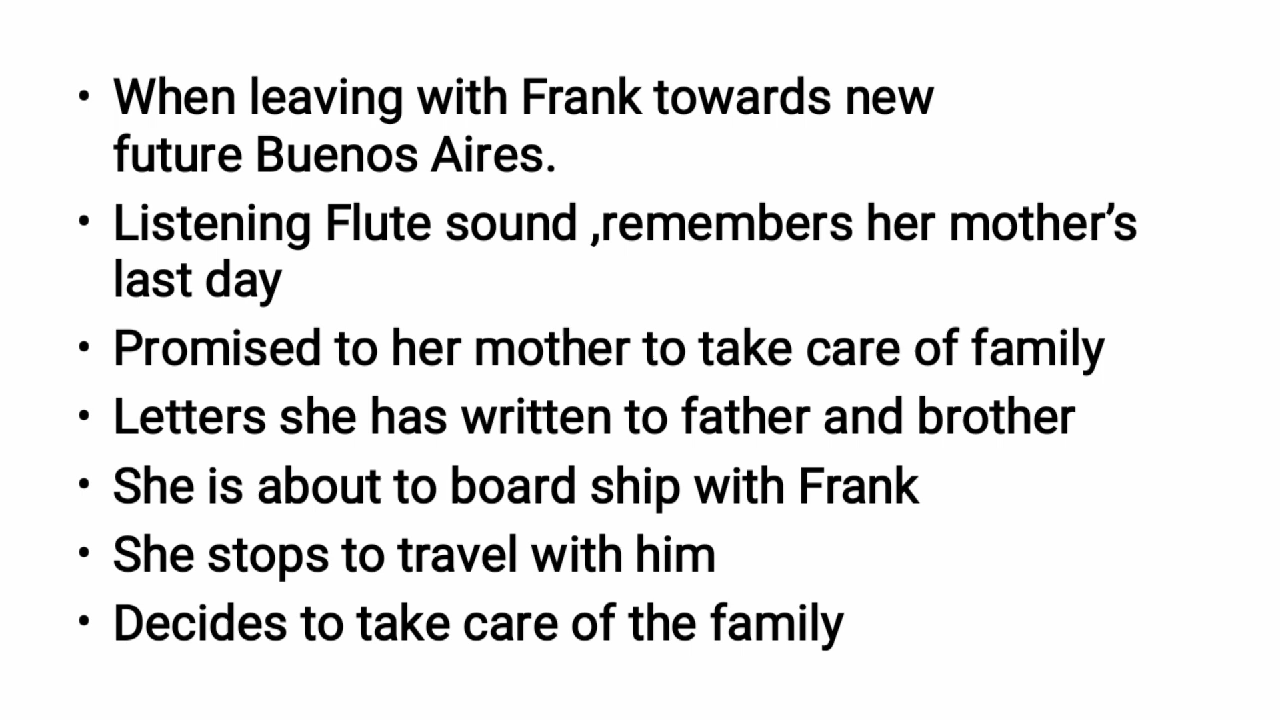 • When leaving with Frank towards new
future Buenos Aires.
• Listening Flute sound ,remembers her mother’s
last day
• Promised to her mother to take care of family
• Letters she has written to father and brother
• She is about to board ship with Frank
• She stops to travel with him
• Decides to take care of the family